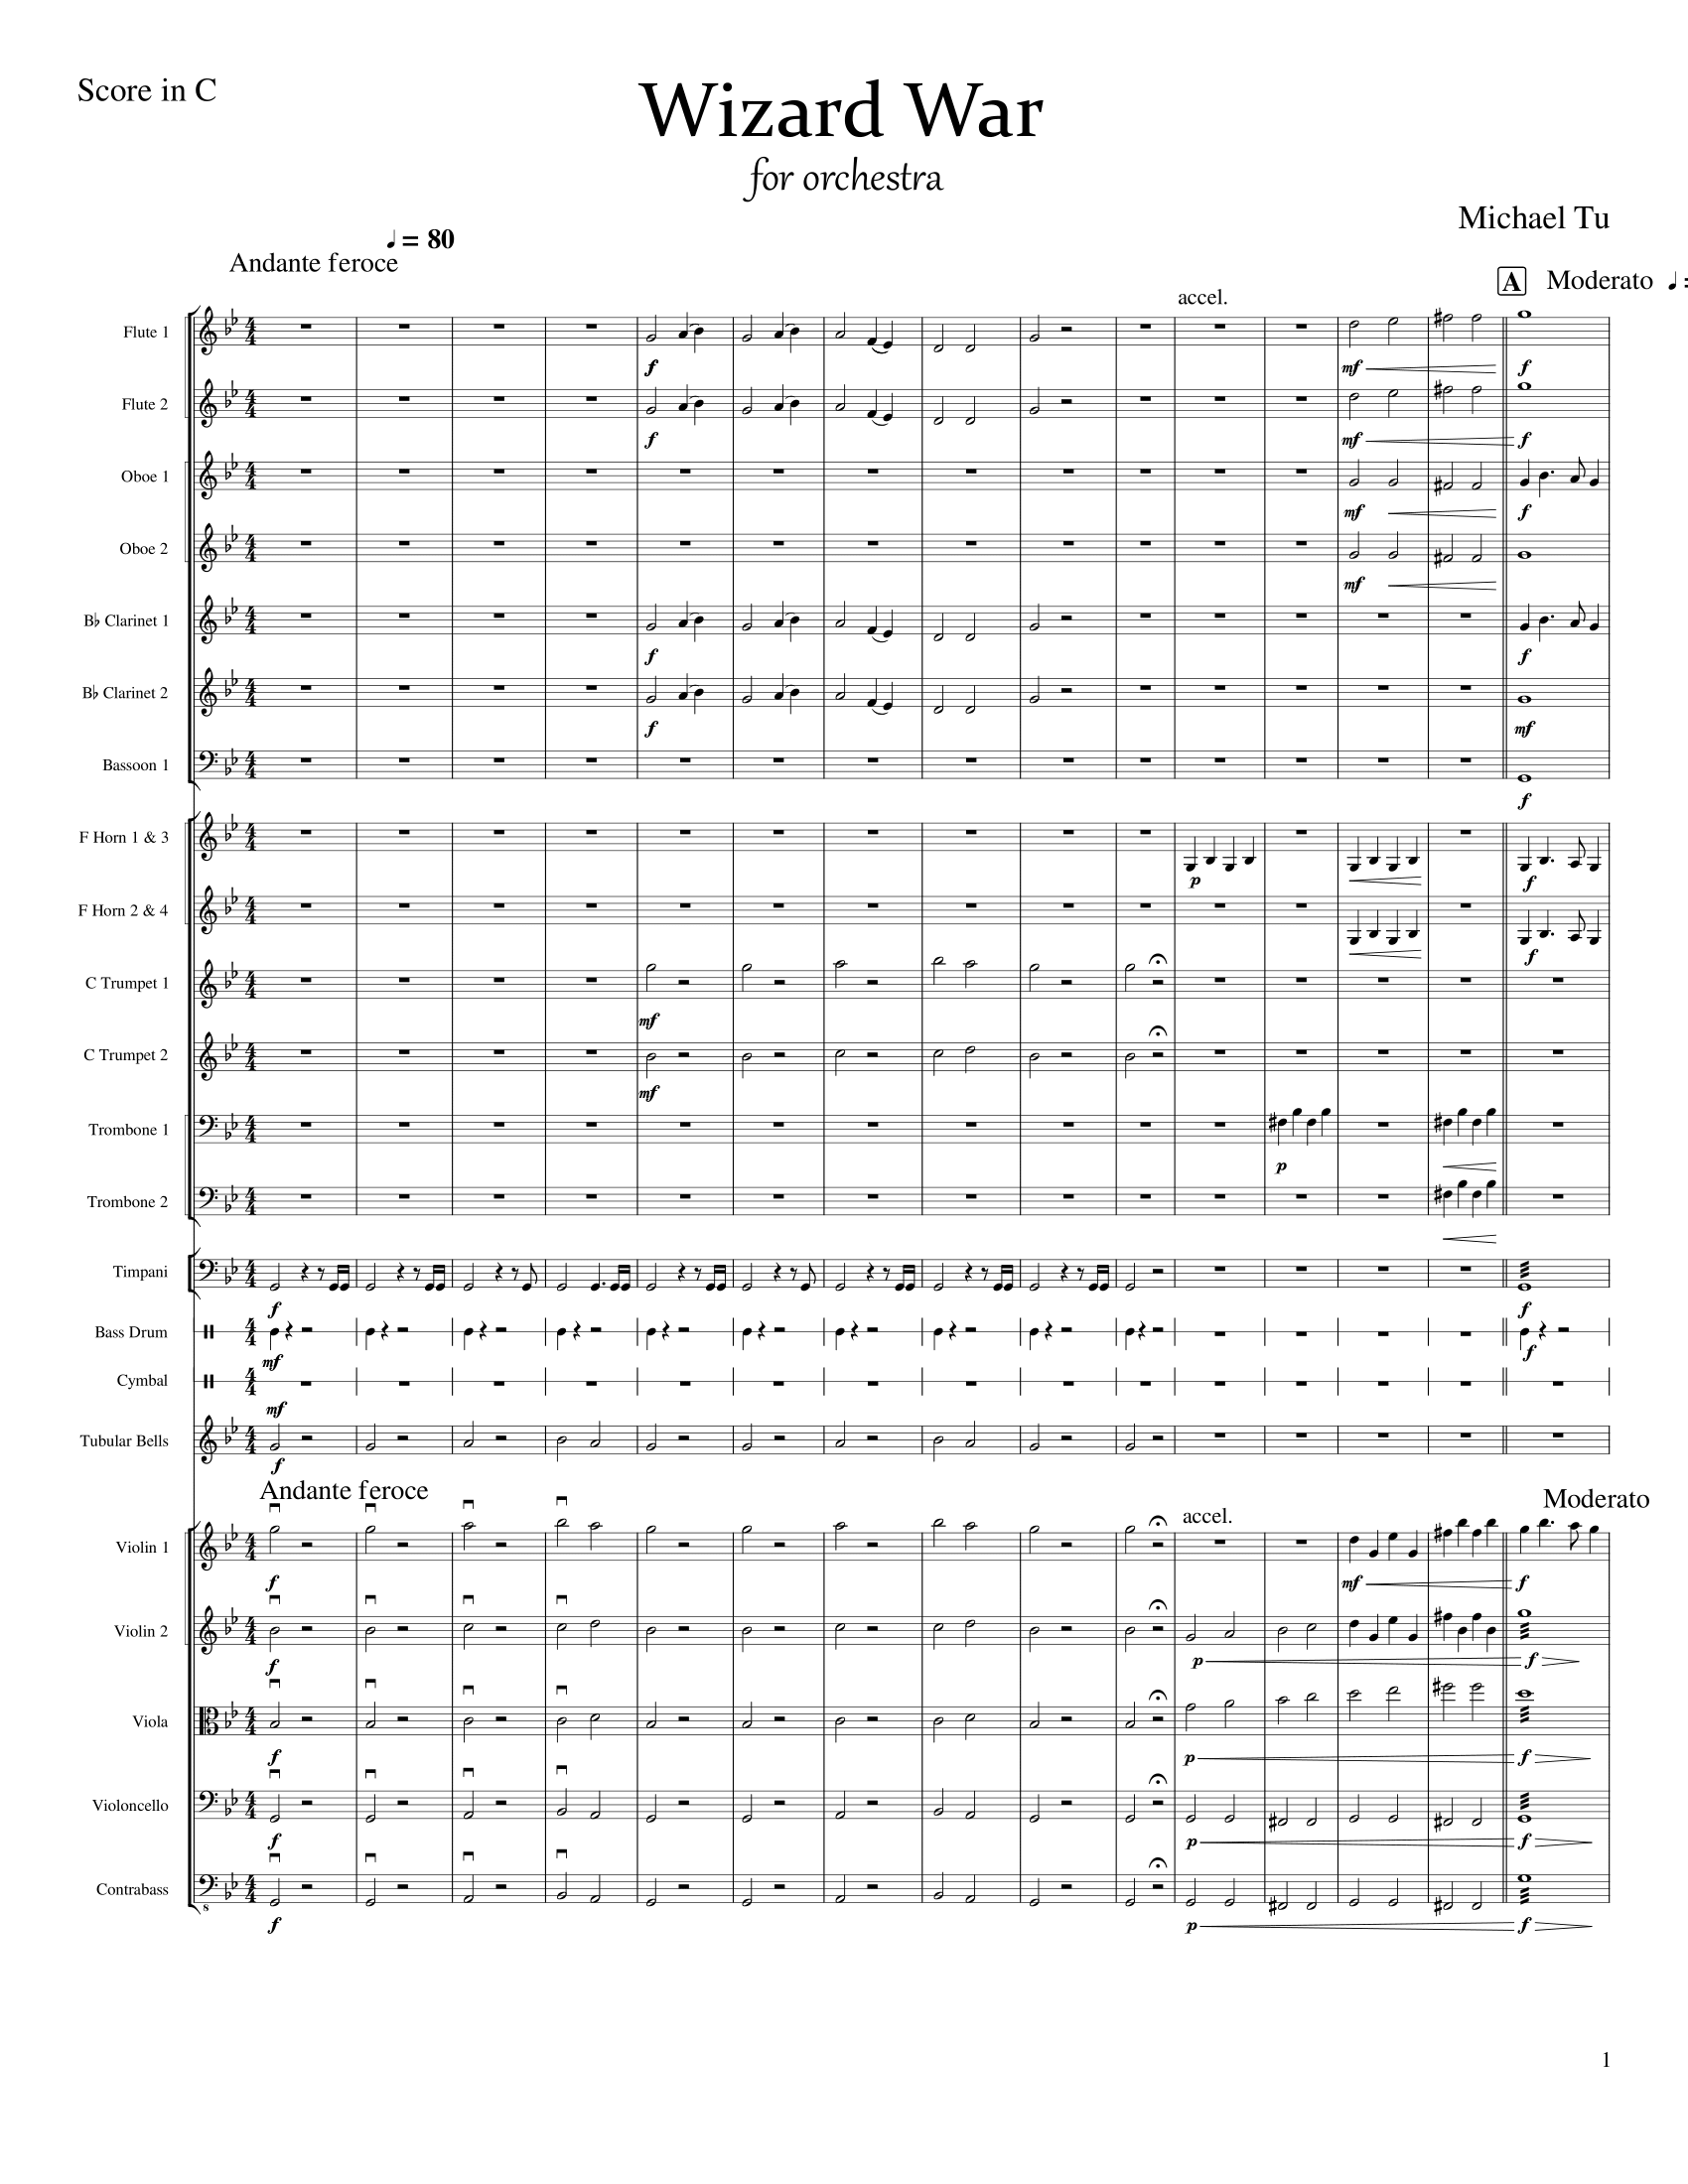 Score in C
Wizard War
for orchestra
Michael Tu
♩ = 80
Andante feroce
A Moderato ♩ =
accel.
Flute 1
f mf f
Flute 2
f mf f
Oboe 1
mf f
Oboe 2
mf
B♭ Clarinet 1
f f
B♭ Clarinet 2
f mf
Bassoon 1
f
F Horn 1 & 3
p f
F Horn 2 & 4
f
C Trumpet 1
mf
C Trumpet 2
mf
Trombone 1
p
Trombone 2
Timpani
f f
Bass Drum
mf f
Cymbal
mf
Tubular Bells
f
Andante feroce
Moderato
accel.
Violin 1
f mf f
Violin 2
f p f
Viola
f p f
Violoncello
f p f
Contrabass
8
f p f
1